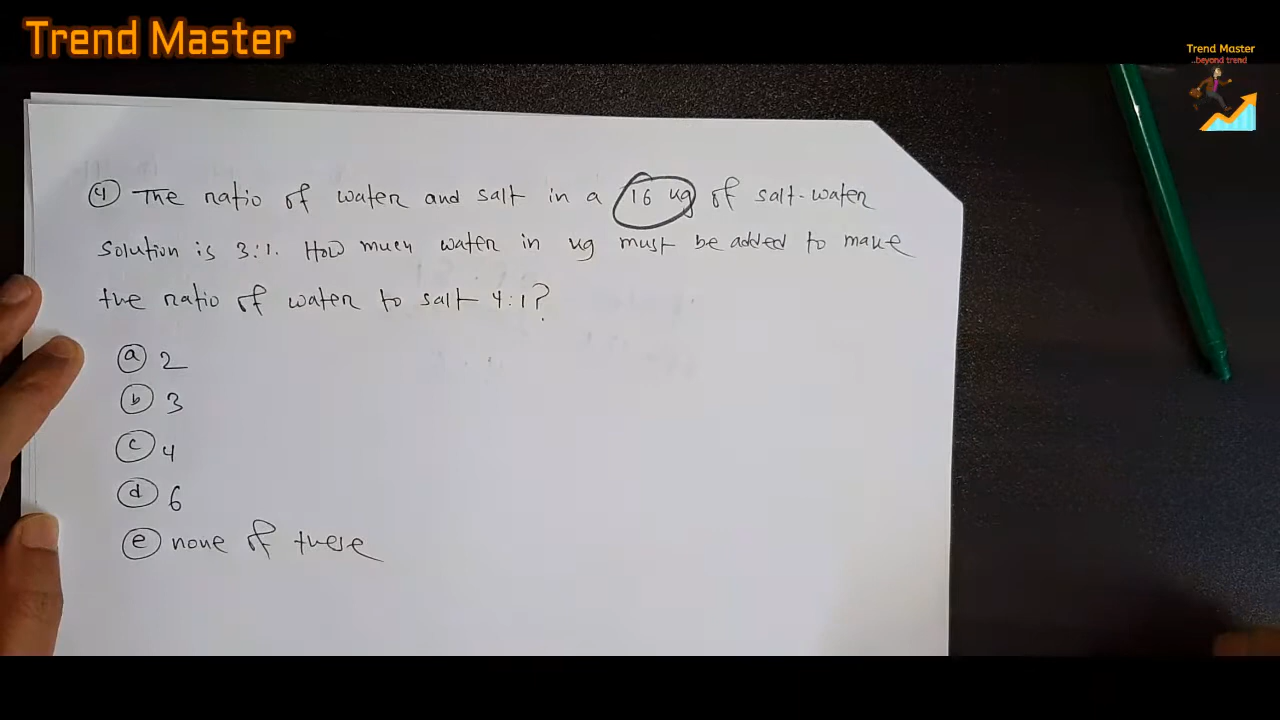 Trend Master
Trend Master
..beyond trend
④ The ratio of water and salt in a 16 kg of salt-water
solution is 3:1. How much water in kg must be added to make
the ratio of water to salt 4:1?
ⓐ 2
ⓑ 3
ⓒ 4
ⓓ 6
ⓔ none of these